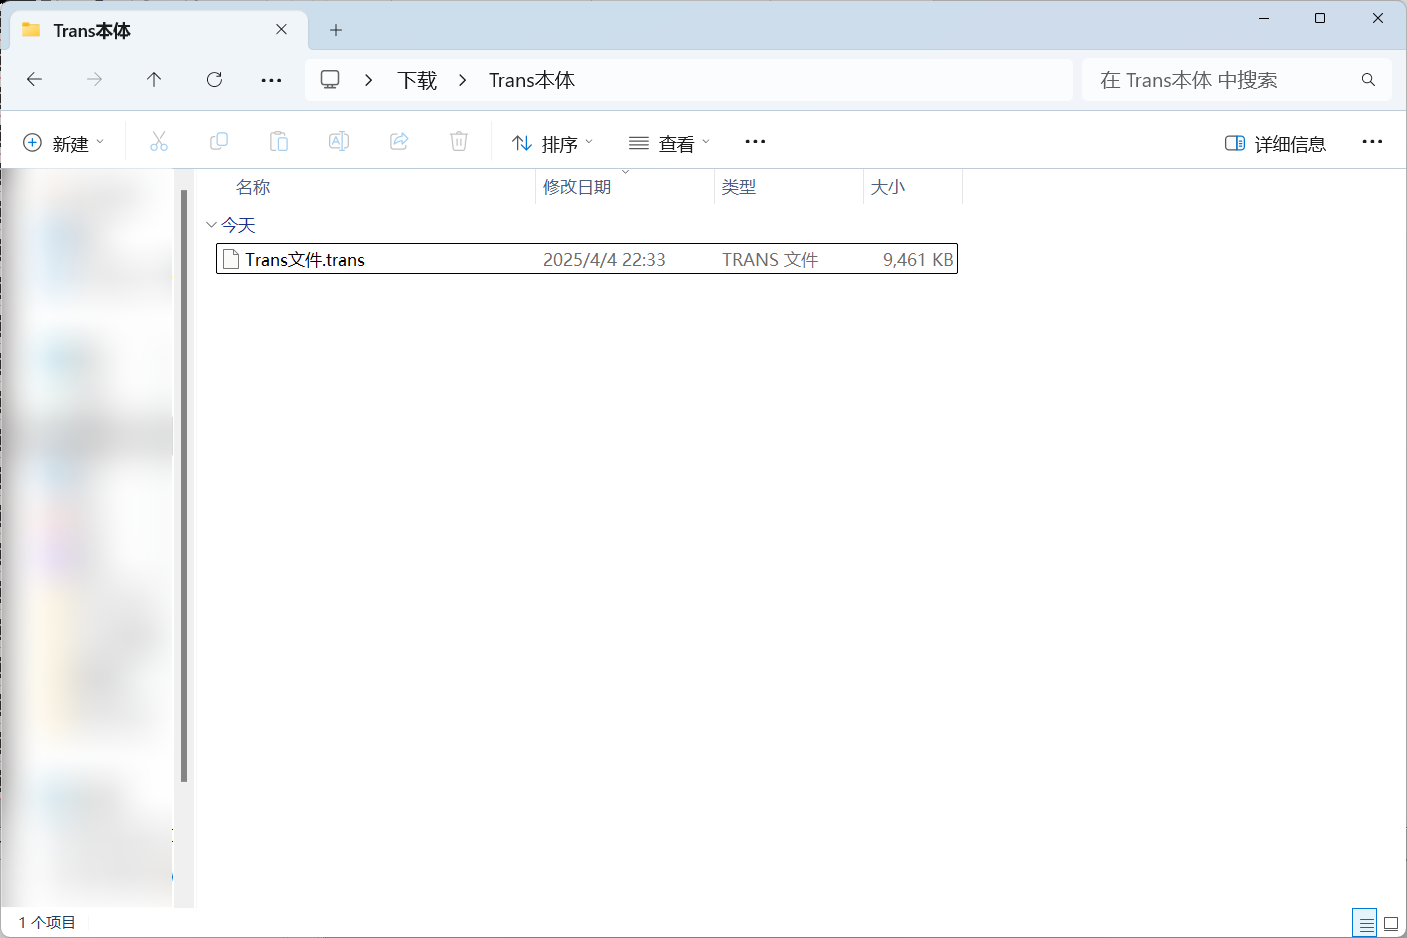 Trans本体
下载
Trans本体
在 Trans本体 中搜索
新建
排序
查看
详细信息
名称
修改日期
类型
大小
今天
Trans文件.trans
2025/4/4 22:33
TRANS 文件
9,461 KB
1 个项目